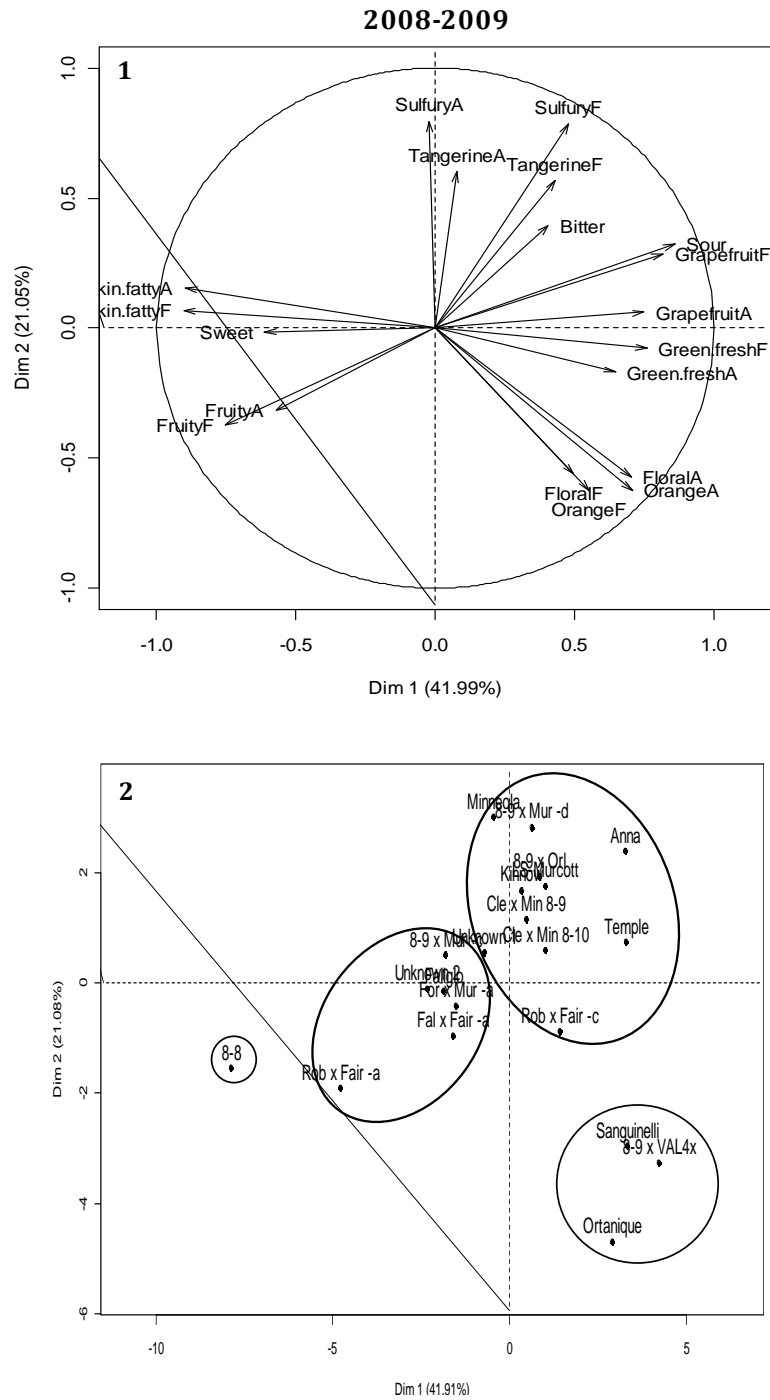 2008-2009
1
1.0
SulfuryA
SulfuryF
TangerineA
TangerineF
0.5
Bitter
Sour
GrapefruitF
kin.fattyA
kin.fattyF
GrapefruitA
0.0
Sweet
Green.freshF
Green.freshA
FruityA
FruityF
-0.5
FloralA
FloralF
OrangeA
OrangeF
-1.0
Dim 2 (21.05%)
-1.0 -0.5 0.0 0.5 1.0
Dim 1 (41.99%)
2
Minneola
8-9 x Mur -d
Anna
8-9 x Orl
2
LS Murcott
Kinnow
Cle x Min 8-9
Temple
8-9 x Mur -c
Unknown 1
Cle x Min 8-10
0
Unknown 2
Fallglo
For x Mur -a
Rob x Fair -c
Fal x Fair -a
8-8
Rob x Fair -a
-2
Sanguinelli
8-9 x VAL4x
-4
Ortanique
-6
Dim 2 (21.08%)
-10 -5 0 5
Dim 1 (41.91%)